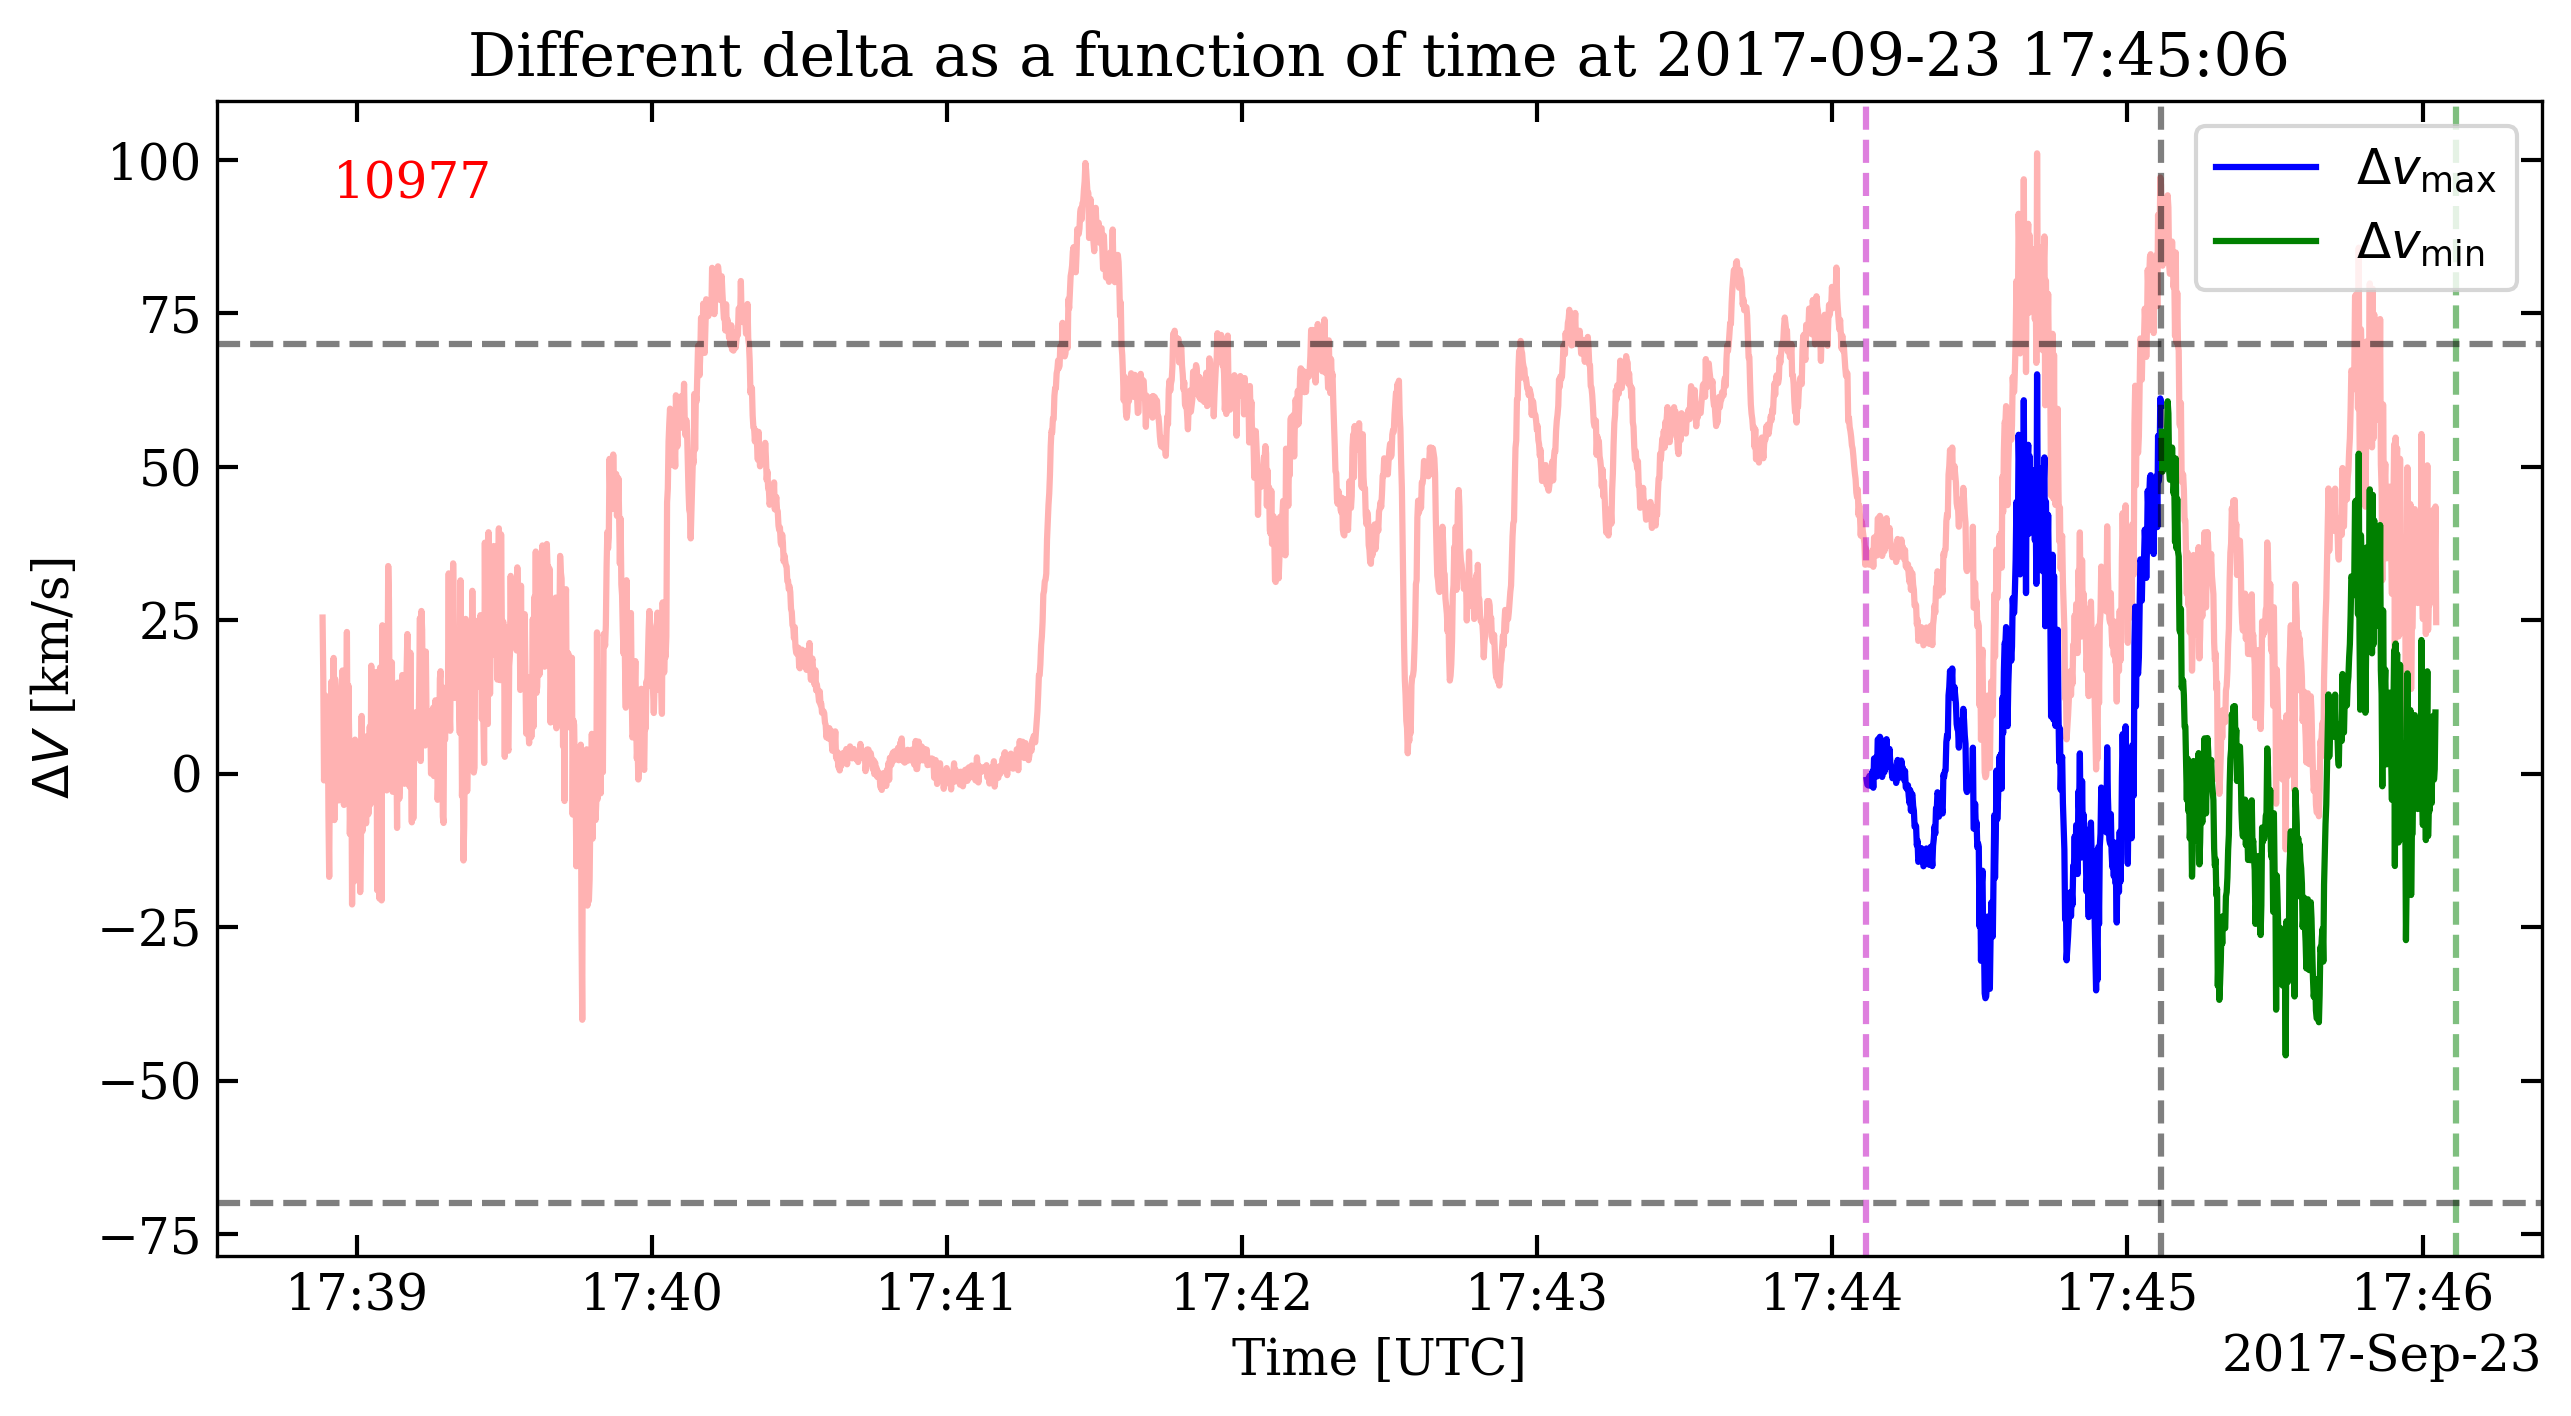 Different delta as a function of time at 2017-09-23 17:45:06
10977
Δv_max
Δv_min
100
75
50
25
0
−25
−50
−75
ΔV [km/s]
17:39 17:40 17:41 17:42 17:43 17:44 17:45 17:46
Time [UTC]
2017-Sep-23